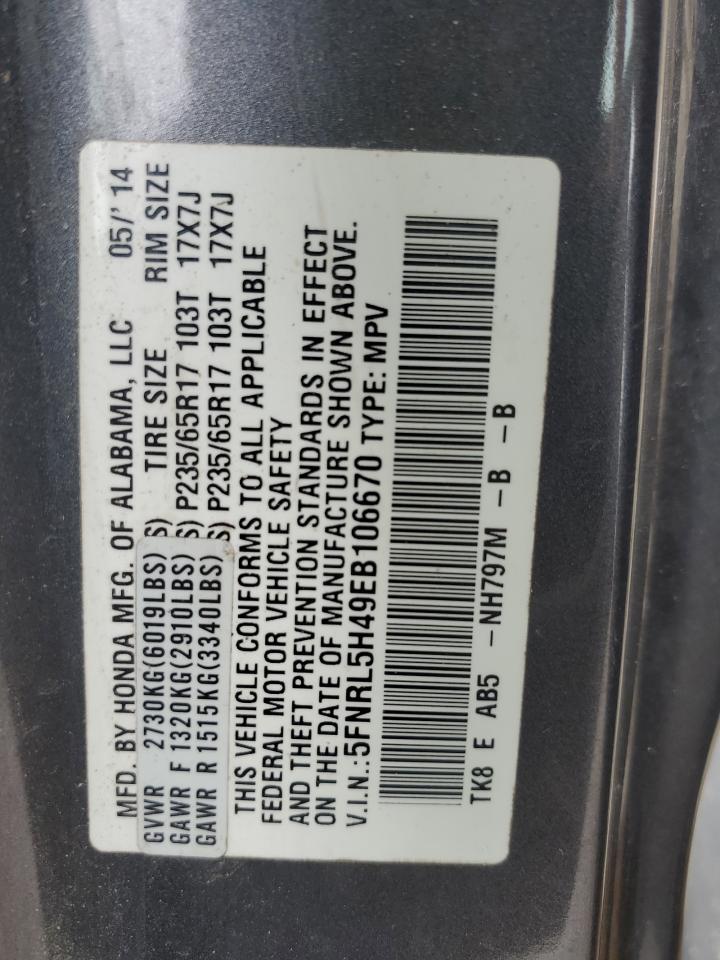 MFD. BY HONDA MFG. OF ALABAMA, LLC 05/' 14
GVWR 2730KG(6019LBS) S) TIRE SIZE RIM SIZE
GAWR F 1320KG(2910LBS) S) P235/65R17 103T 17X7J
GAWR R 1515KG(3340LBS) S) P235/65R17 103T 17X7J
THIS VEHICLE CONFORMS TO ALL APPLICABLE
FEDERAL MOTOR VEHICLE SAFETY
AND THEFT PREVENTION STANDARDS IN EFFECT
ON THE DATE OF MANUFACTURE SHOWN ABOVE.
V.I.N.:5FNRL5H49EB106670 TYPE: MPV
TK8 E AB5 -NH797M -B -B